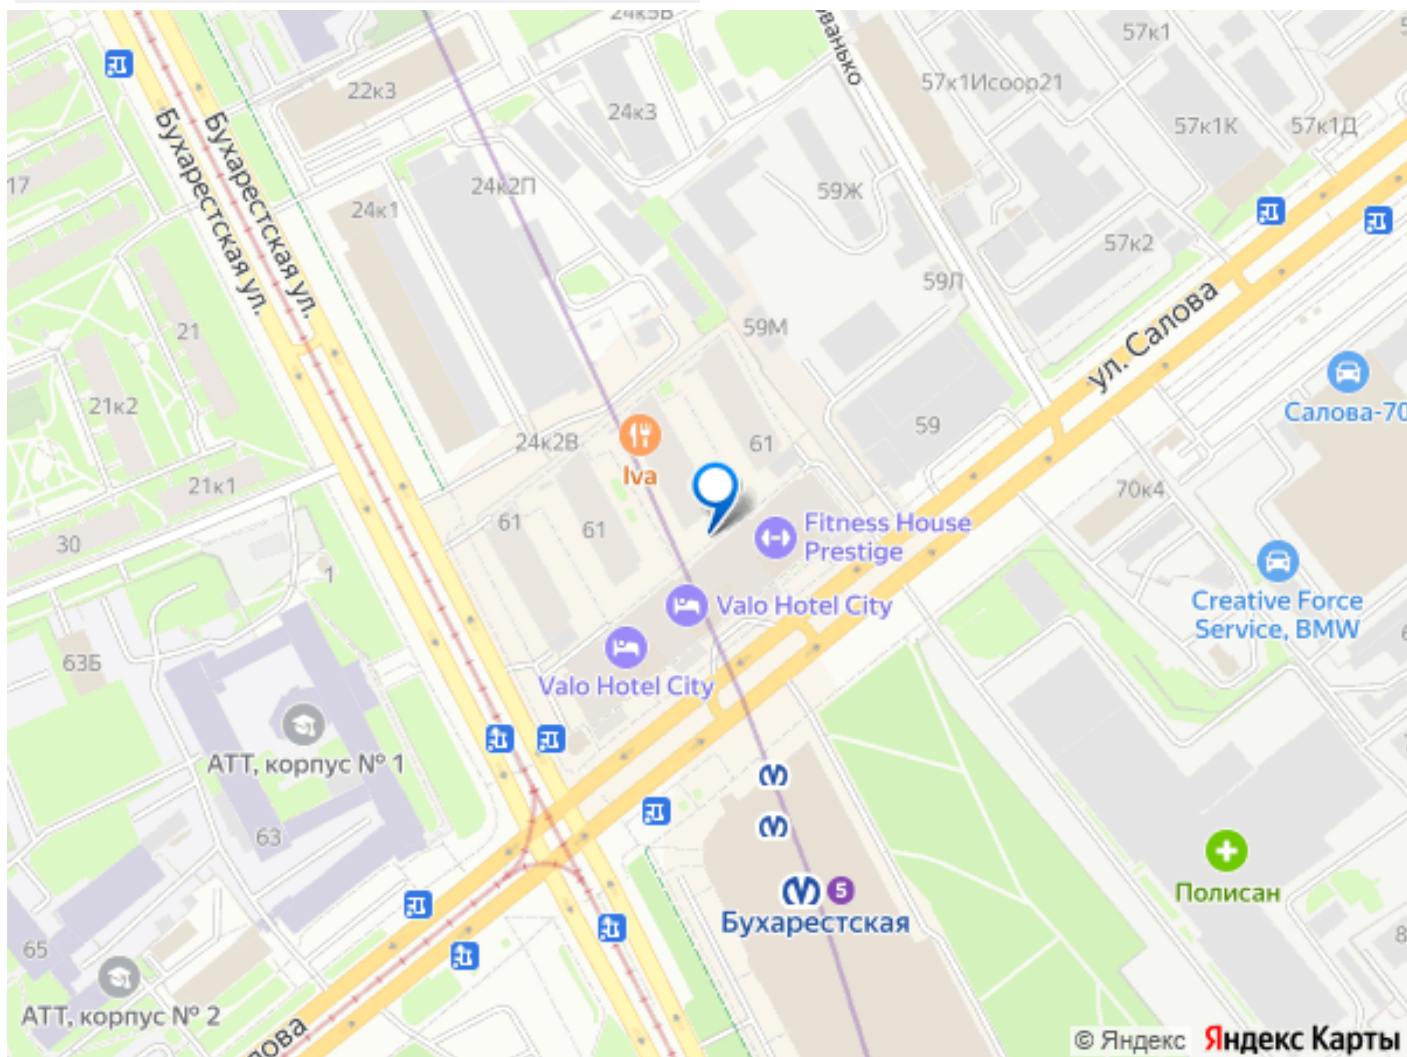 24к5В
57к1
ованько
22к3
57к1Исоор21
24к3
57к1К
57к1Д
Бухарестская ул.
Бухарестская ул.
17
24к2П
59Ж
24к1
57к2
59Л
ул. Салова
21
59М
Салова-70
21к2
24к2В
61
59
Iva
21к1
70к4
61
61
Fitness House
Prestige
30
1
Creative Force
Service, BMW
Valo Hotel City
63Б
Valo Hotel City
АТТ, корпус № 1
63
5
Полисан
Бухарестская
65
8
АТТ, корпус № 2
лова
© Яндекс Яндекс Карты